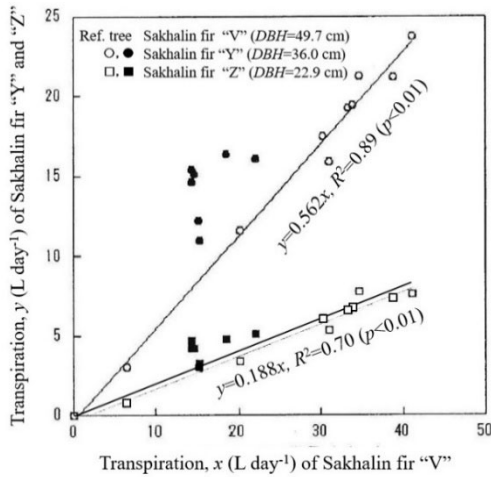 Ref. tree Sakhalin fir “V” (DBH=49.7 cm)
○, ● Sakhalin fir “Y” (DBH=36.0 cm)
□, ■ Sakhalin fir “Z” (DBH=22.9 cm)
Transpiration, y (L day⁻¹) of Sakhalin fir “Y” and “Z”
25
20
15
10
5
0
y=0.562x, R²=0.89 (p<0.01)
y=0.188x, R²=0.70 (p<0.01)
0 10 20 30 40 50
Transpiration, x (L day⁻¹) of Sakhalin fir “V”